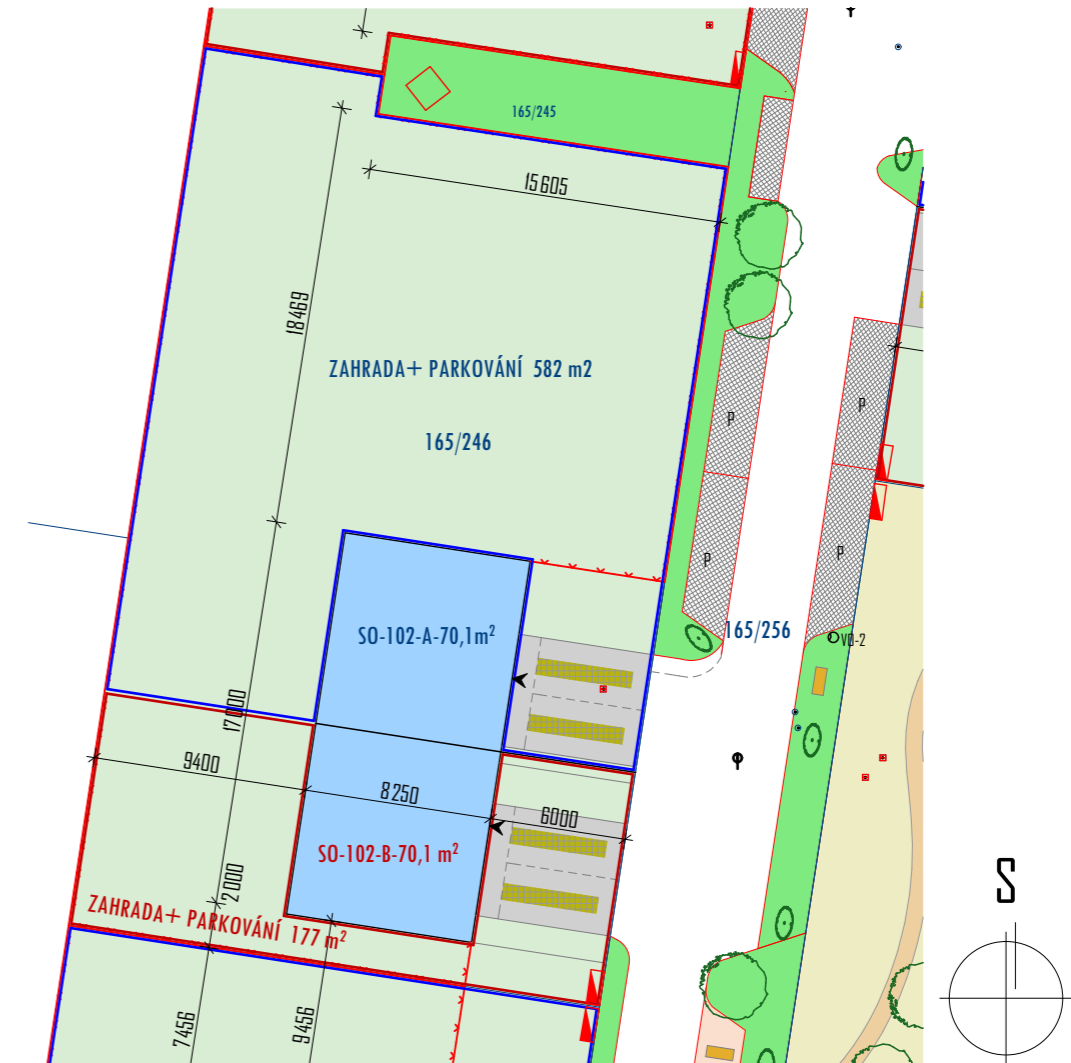 165/245
15605
18469
ZAHRADA+ PARKOVÁNÍ 582 m2
165/246
P
P
P
P
SO-102-A-70,1m²
165/256
VO-2
17000
9400
8250
6000
SO-102-B-70,1 m²
2000
ZAHRADA+ PARKOVÁNÍ 177 m²
7456
9456
S